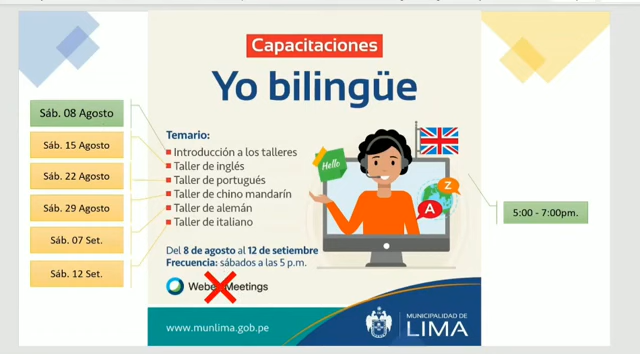 Capacitaciones
Yo bilingüe
Sáb. 08 Agosto
Sáb. 15 Agosto
Sáb. 22 Agosto
Sáb. 29 Agosto
Sáb. 07 Set.
Sáb. 12 Set.
Temario:
Introducción a los talleres
Taller de inglés
Taller de portugués
Taller de chino mandarín
Taller de alemán
Taller de italiano
Del 8 de agosto al 12 de setiembre
Frecuencia: sábados a las 5 p.m.
Meetings
Hello
Z
A
5:00 - 7:00pm.
www.munlima.gob.pe
MUNICIPALIDAD DE
LIMA